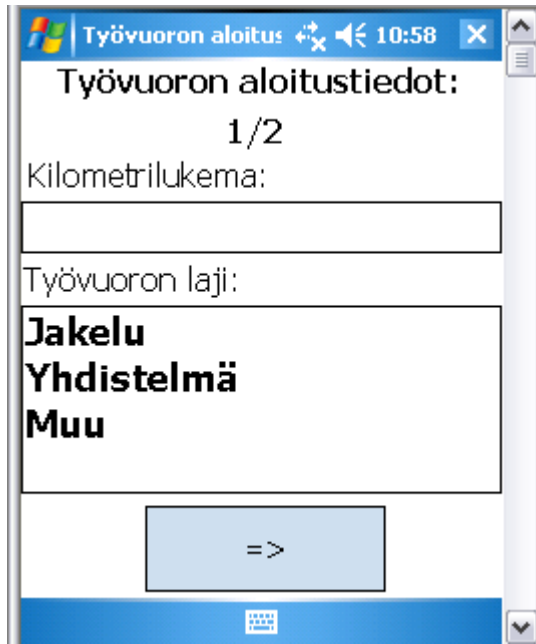 Työvuoron aloitus 10:58
Työvuoron aloitustiedot:
1/2
Kilometrilukema:
Työvuoron laji:
Jakelu
Yhdistelmä
Muu
=>